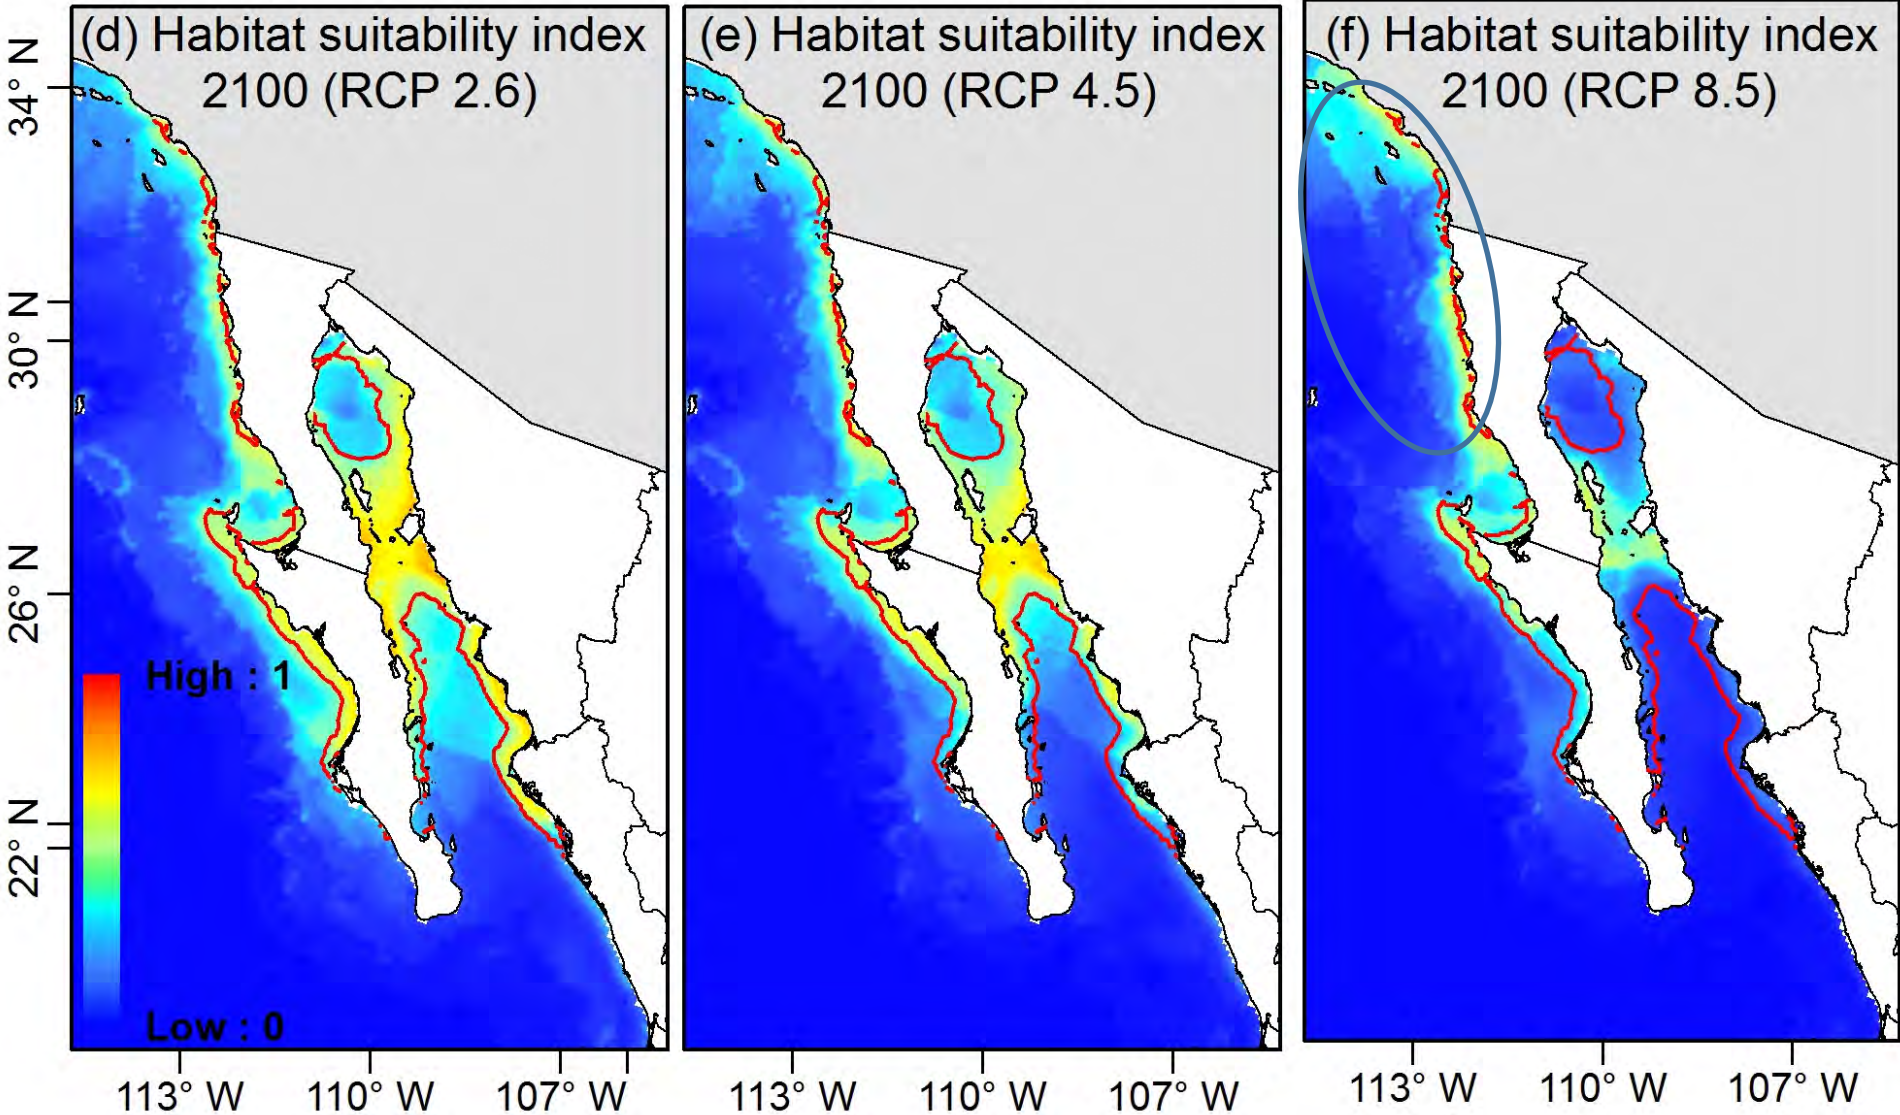 (d) Habitat suitability index
2100 (RCP 2.6)
(e) Habitat suitability index
2100 (RCP 4.5)
(f) Habitat suitability index
2100 (RCP 8.5)
34° N
30° N
26° N
22° N
High : 1
Low : 0
113° W
110° W
107° W
113° W
110° W
107° W
113° W
110° W
107° W